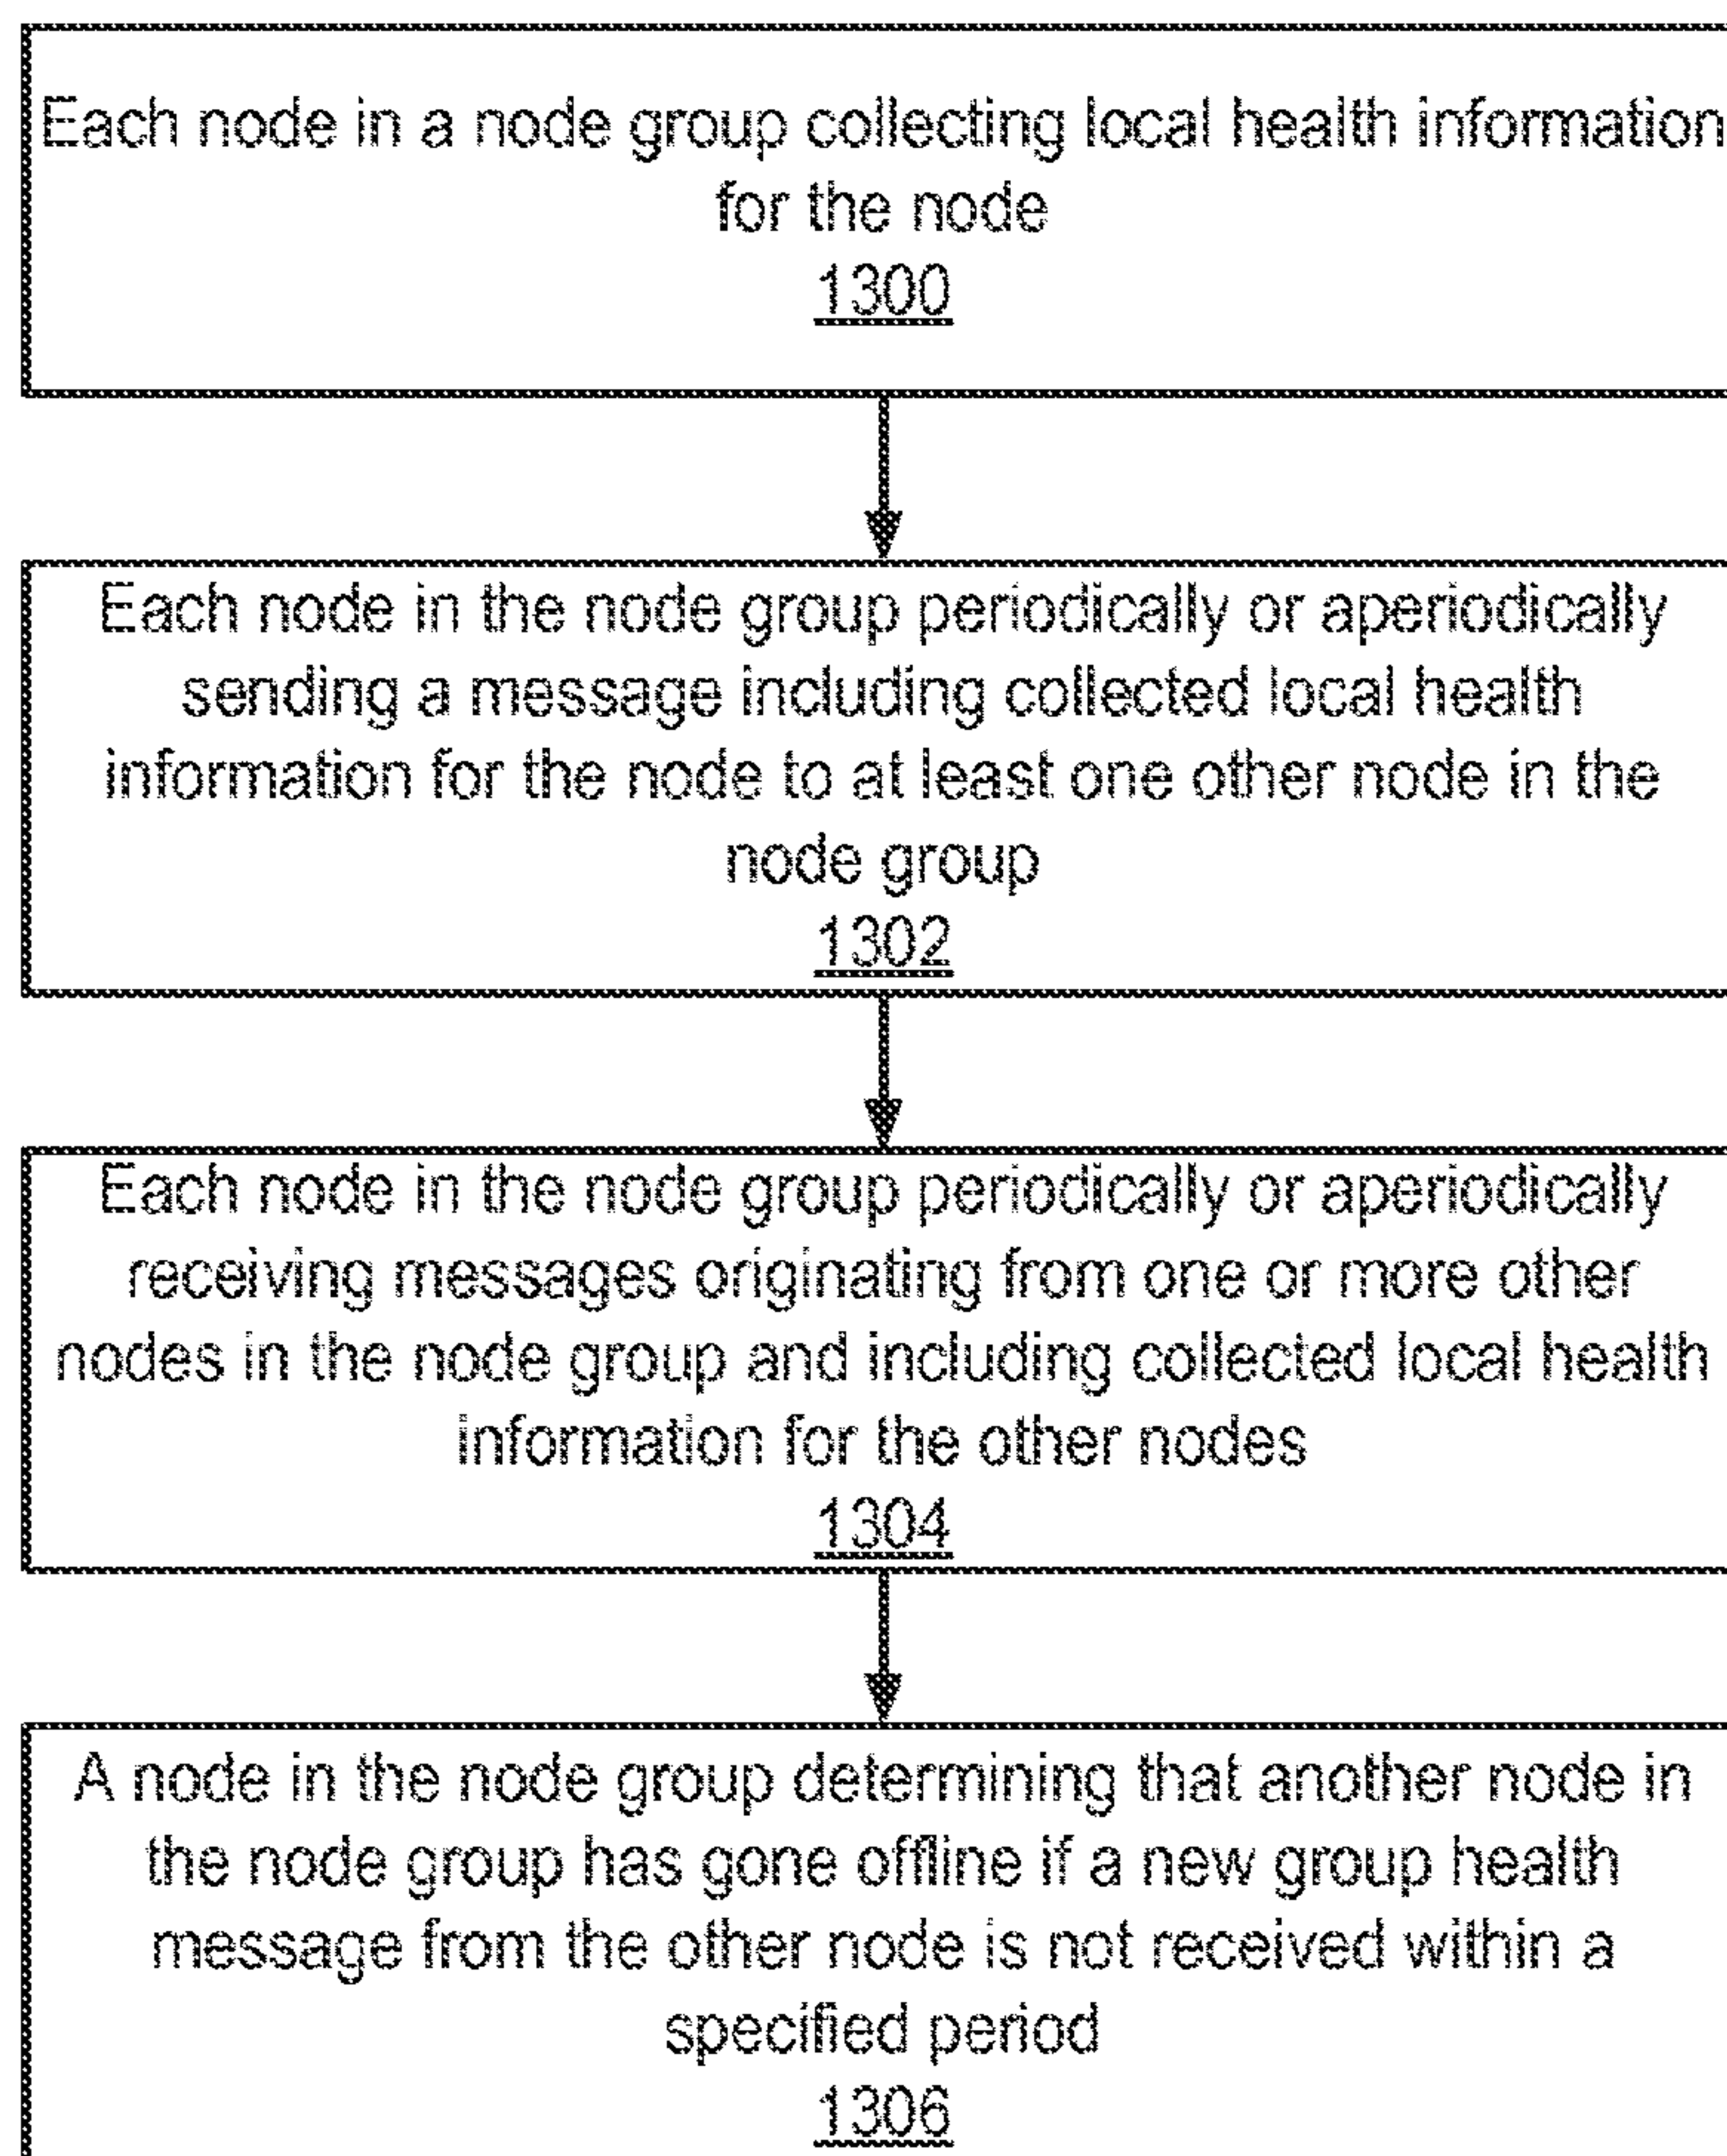 Each node in a node group collecting local health information
for the node
1300
Each node in the node group periodically or aperiodically
sending a message including collected local health
information for the node to at least one other node in the
node group
1302
Each node in the node group periodically or aperiodically
receiving messages originating from one or more other
nodes in the node group and including collected local health
information for the other nodes
1304
A node in the node group determining that another node in
the node group has gone offline if a new group health
message from the other node is not received within a
specified period
1306